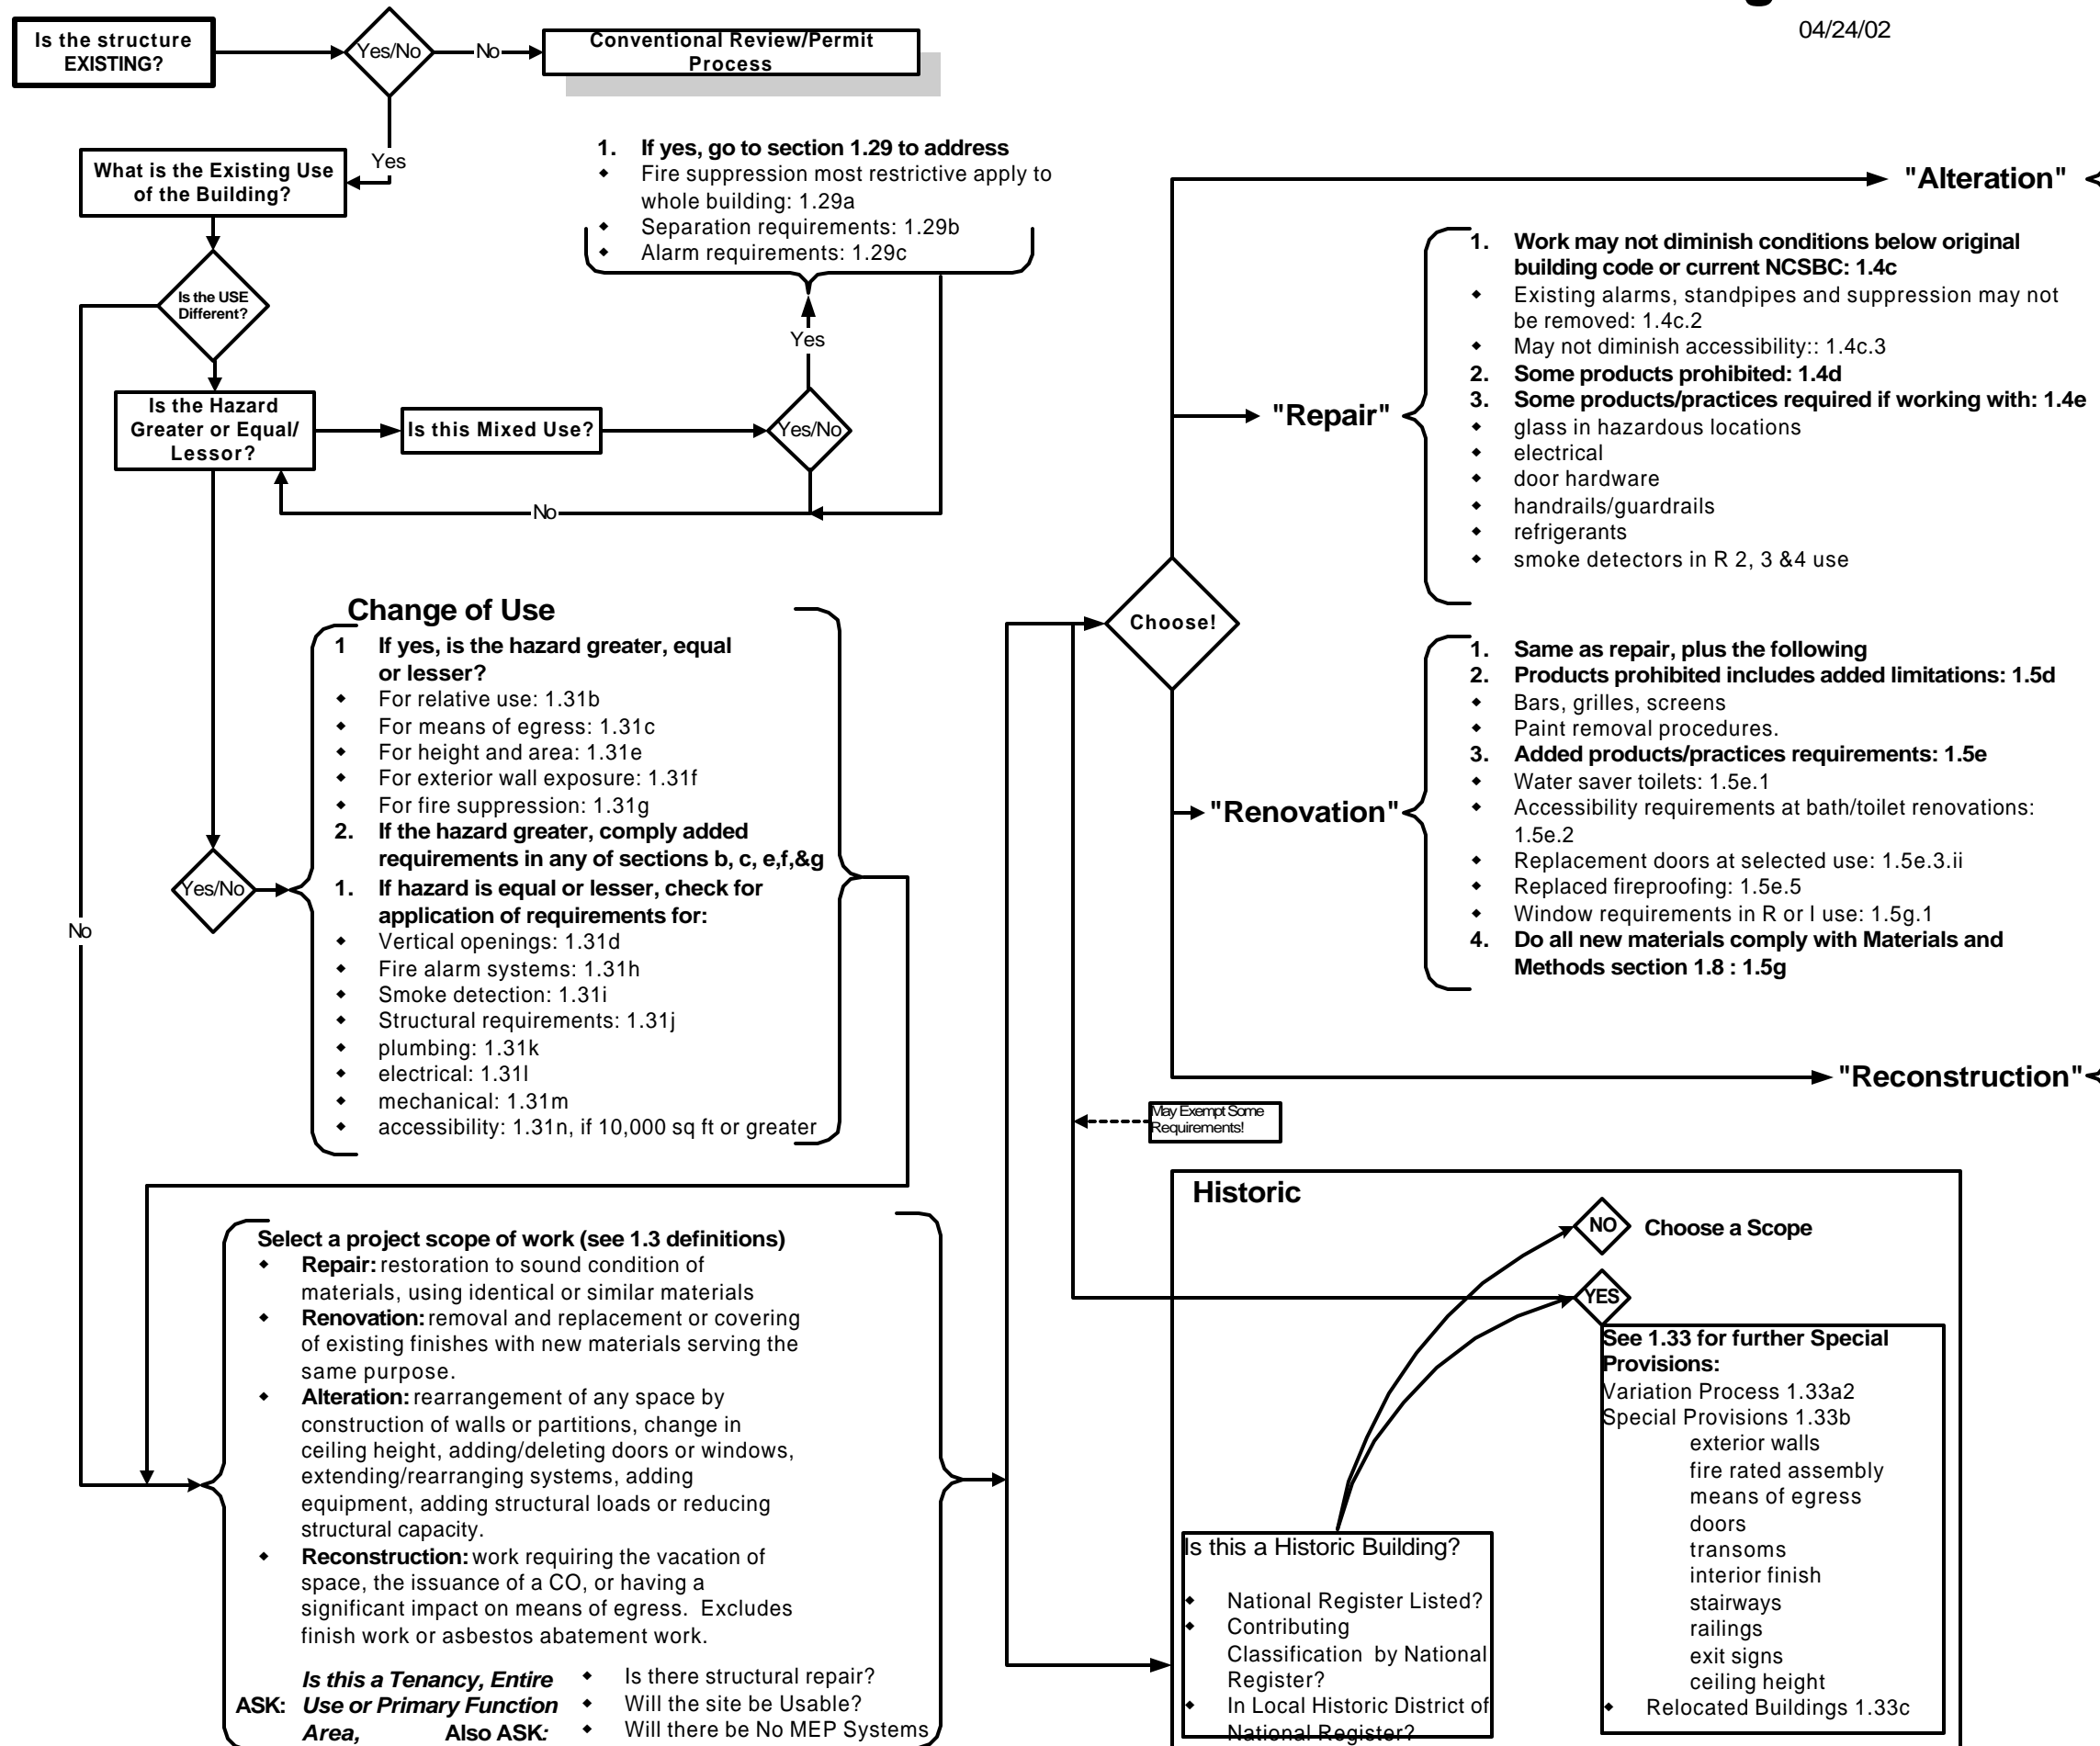 04/24/02
Is the structure
EXISTING?
Yes/No
No
Conventional Review/Permit
Process
Yes
What is the Existing Use
of the Building?
Is the USE
Different?
Is the Hazard
Greater or Equal/
Lessor?
Is this Mixed Use?
Yes/No
Yes
No
1. If yes, go to section 1.29 to address
◆ Fire suppression most restrictive apply to
whole building: 1.29a
◆ Separation requirements: 1.29b
◆ Alarm requirements: 1.29c
No
Yes/No
Change of Use
1 If yes, is the hazard greater, equal
or lesser?
◆ For relative use: 1.31b
◆ For means of egress: 1.31c
◆ For height and area: 1.31e
◆ For exterior wall exposure: 1.31f
◆ For fire suppression: 1.31g
2. If the hazard greater, comply added
requirements in any of sections b, c, e,f,&g
1. If hazard is equal or lesser, check for
application of requirements for:
◆ Vertical openings: 1.31d
◆ Fire alarm systems: 1.31h
◆ Smoke detection: 1.31i
◆ Structural requirements: 1.31j
◆ plumbing: 1.31k
◆ electrical: 1.31l
◆ mechanical: 1.31m
◆ accessibility: 1.31n, if 10,000 sq ft or greater
Select a project scope of work (see 1.3 definitions)
◆ Repair: restoration to sound condition of
materials, using identical or similar materials
◆ Renovation: removal and replacement or covering
of existing finishes with new materials serving the
same purpose.
◆ Alteration: rearrangement of any space by
construction of walls or partitions, change in
ceiling height, adding/deleting doors or windows,
extending/rearranging systems, adding
equipment, adding structural loads or reducing
structural capacity.
◆ Reconstruction: work requiring the vacation of
space, the issuance of a CO, or having a
significant impact on means of egress. Excludes
finish work or asbestos abatement work.
ASK: Is this a Tenancy, Entire
Use or Primary Function
Area, Also ASK:
◆ Is there structural repair?
◆ Will the site be Usable?
◆ Will there be No MEP Systems
Choose!
"Alteration"
"Repair"
1. Work may not diminish conditions below original
building code or current NCSBC: 1.4c
◆ Existing alarms, standpipes and suppression may not
be removed: 1.4c.2
◆ May not diminish accessibility:: 1.4c.3
2. Some products prohibited: 1.4d
3. Some products/practices required if working with: 1.4e
◆ glass in hazardous locations
◆ electrical
◆ door hardware
◆ handrails/guardrails
◆ refrigerants
◆ smoke detectors in R 2, 3 &4 use
"Renovation"
1. Same as repair, plus the following
2. Products prohibited includes added limitations: 1.5d
◆ Bars, grilles, screens
◆ Paint removal procedures.
3. Added products/practices requirements: 1.5e
◆ Water saver toilets: 1.5e.1
◆ Accessibility requirements at bath/toilet renovations:
1.5e.2
◆ Replacement doors at selected use: 1.5e.3.ii
◆ Replaced fireproofing: 1.5e.5
◆ Window requirements in R or I use: 1.5g.1
4. Do all new materials comply with Materials and
Methods section 1.8 : 1.5g
"Reconstruction"
May Exempt Some
Requirements!
Historic
NO
Choose a Scope
YES
See 1.33 for further Special
Provisions:
Variation Process 1.33a2
Special Provisions 1.33b
exterior walls
fire rated assembly
means of egress
doors
transoms
interior finish
stairways
railings
exit signs
ceiling height
◆ Relocated Buildings 1.33c
Is this a Historic Building?
◆ National Register Listed?
◆ Contributing
Classification by National
Register?
◆ In Local Historic District of
National Register?